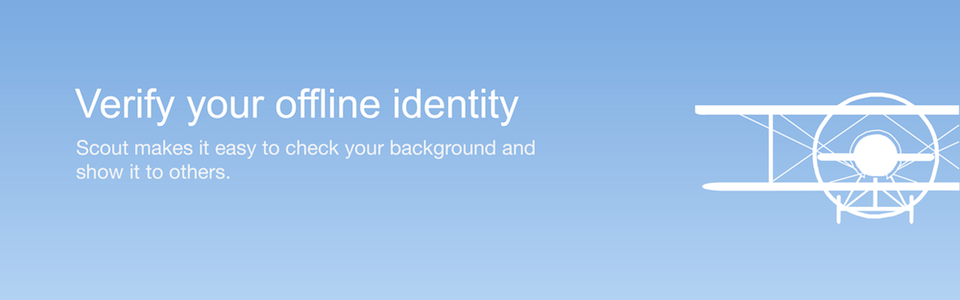 Verify your offline identity
Scout makes it easy to check your background and
show it to others.